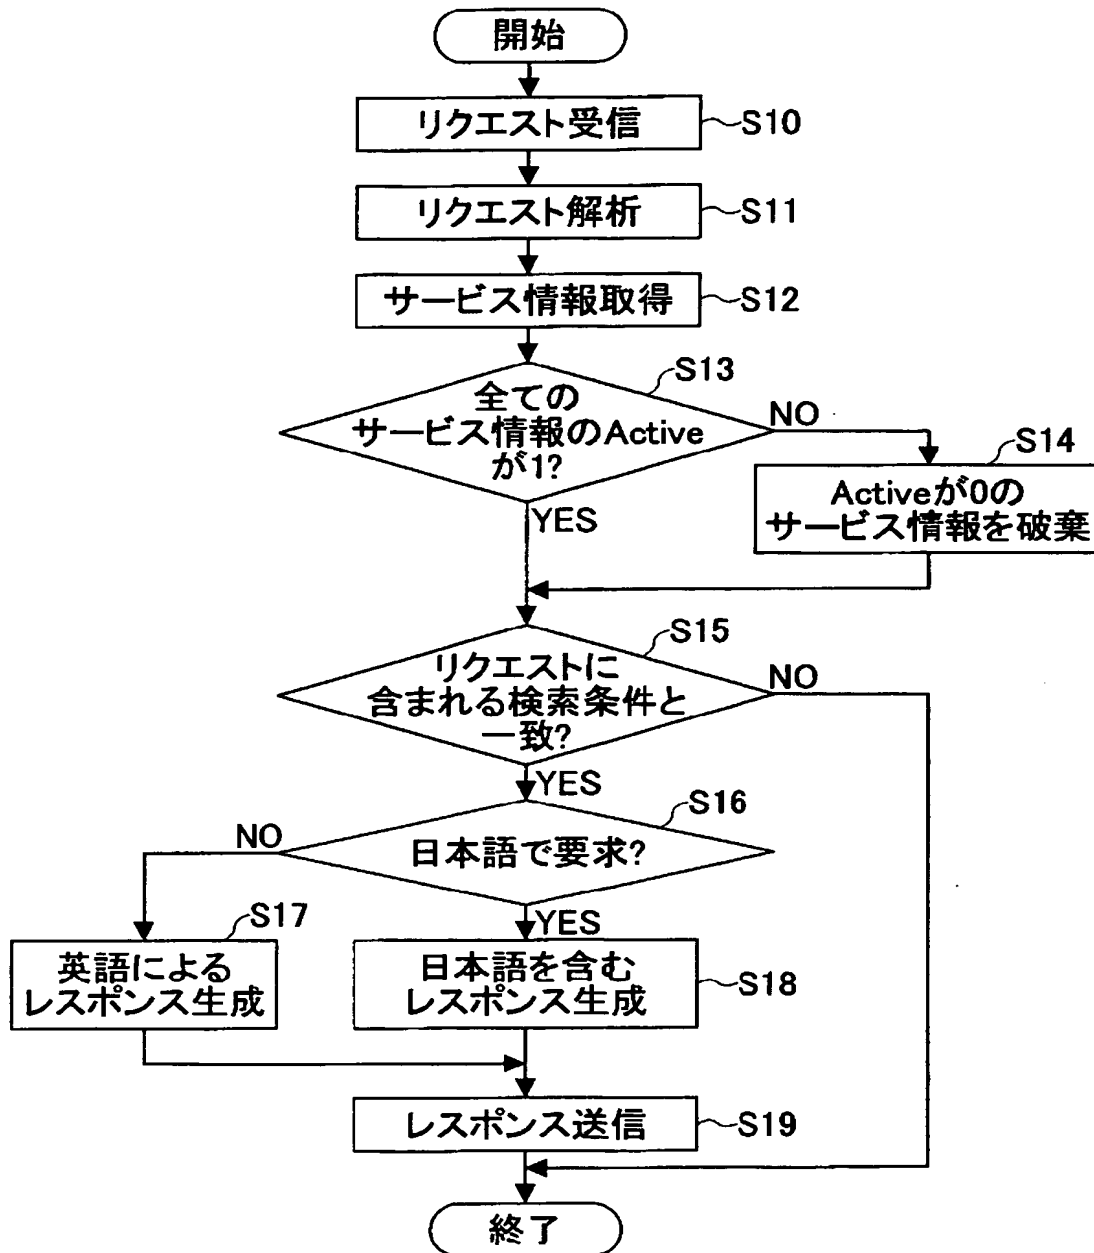 開始
リクエスト受信
S10
リクエスト解析
S11
サービス情報取得
S12
S13
全ての
サービス情報のActive
が1?
NO
YES
S14
Activeが0の
サービス情報を破棄
S15
リクエストに
含まれる検索条件と
一致?
NO
YES
S16
日本語で要求?
NO
YES
S17
英語による
レスポンス生成
日本語を含む
レスポンス生成
S18
レスポンス送信
S19
終了